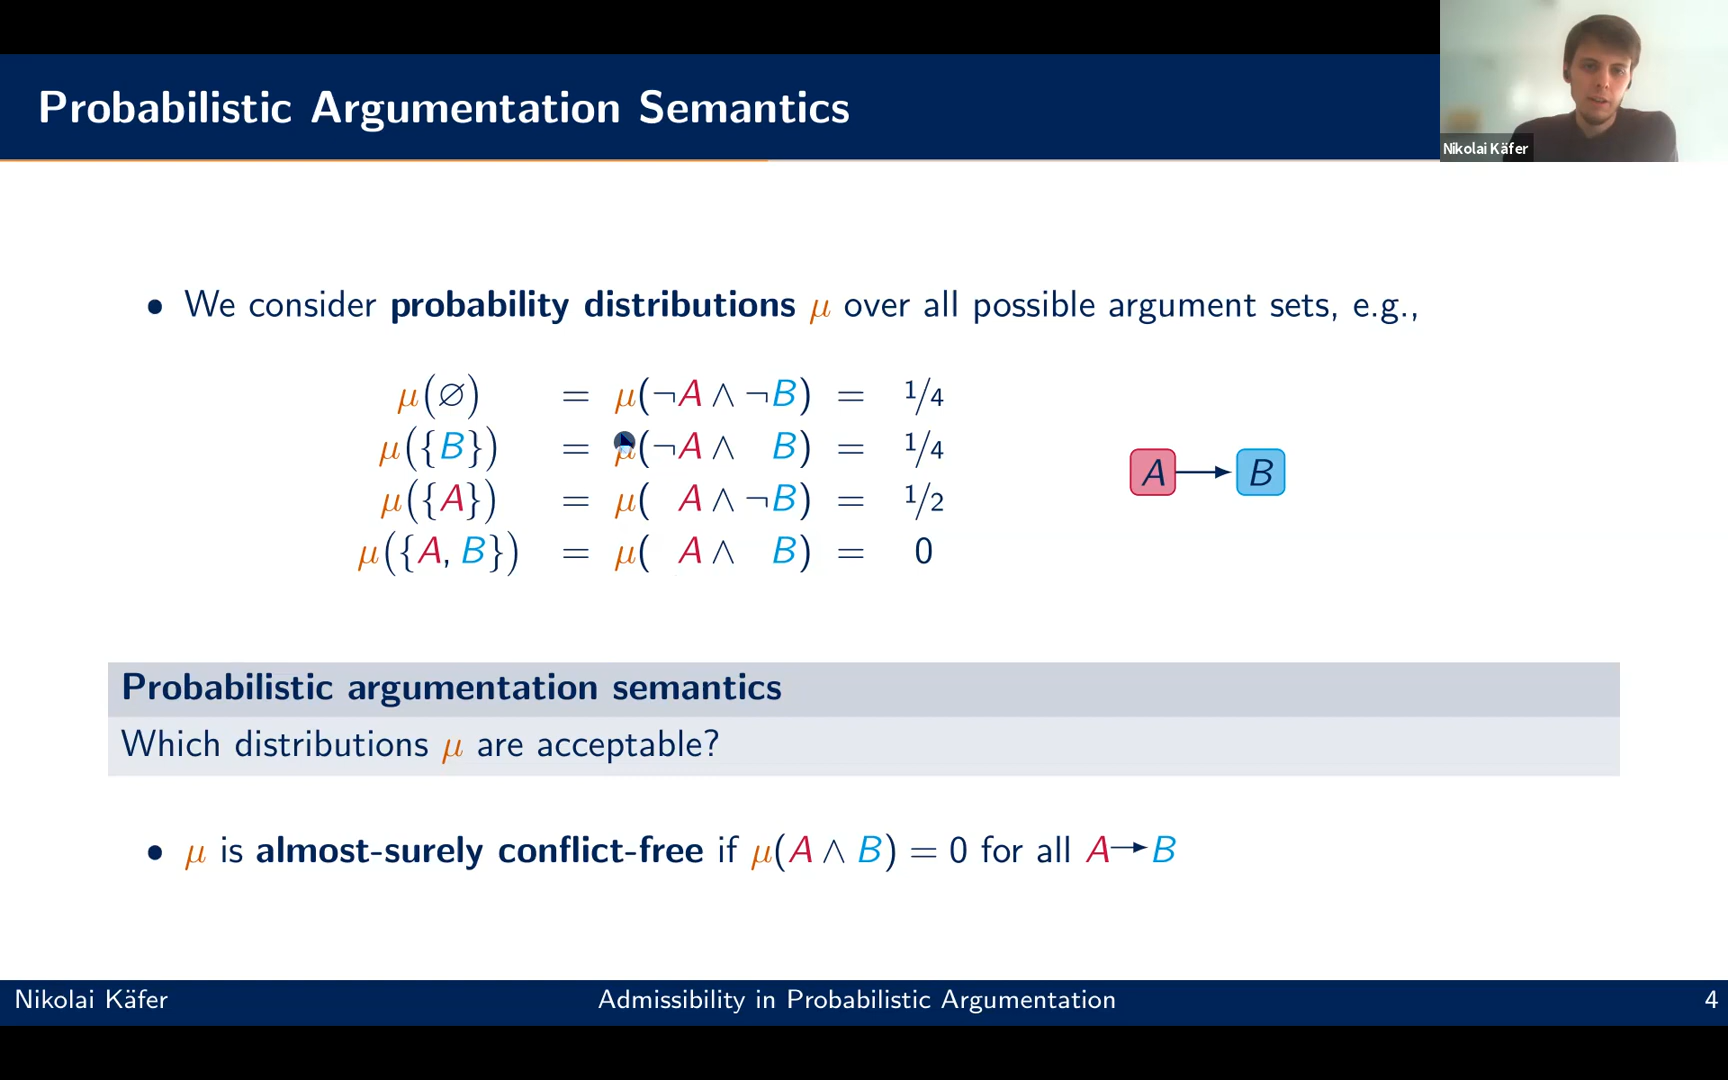 Probabilistic Argumentation Semantics
Nikolai Käfer
• We consider probability distributions μ over all possible argument sets, e.g.,
μ(∅) = μ(¬A ∧ ¬B) = 1/4
μ({B}) = μ(¬A ∧ B) = 1/4
μ({A}) = μ( A ∧ ¬B) = 1/2
μ({A, B}) = μ( A ∧ B) = 0
A → B
Probabilistic argumentation semantics
Which distributions μ are acceptable?
• μ is almost-surely conflict-free if μ(A ∧ B) = 0 for all A→B
Nikolai Käfer Admissibility in Probabilistic Argumentation 4